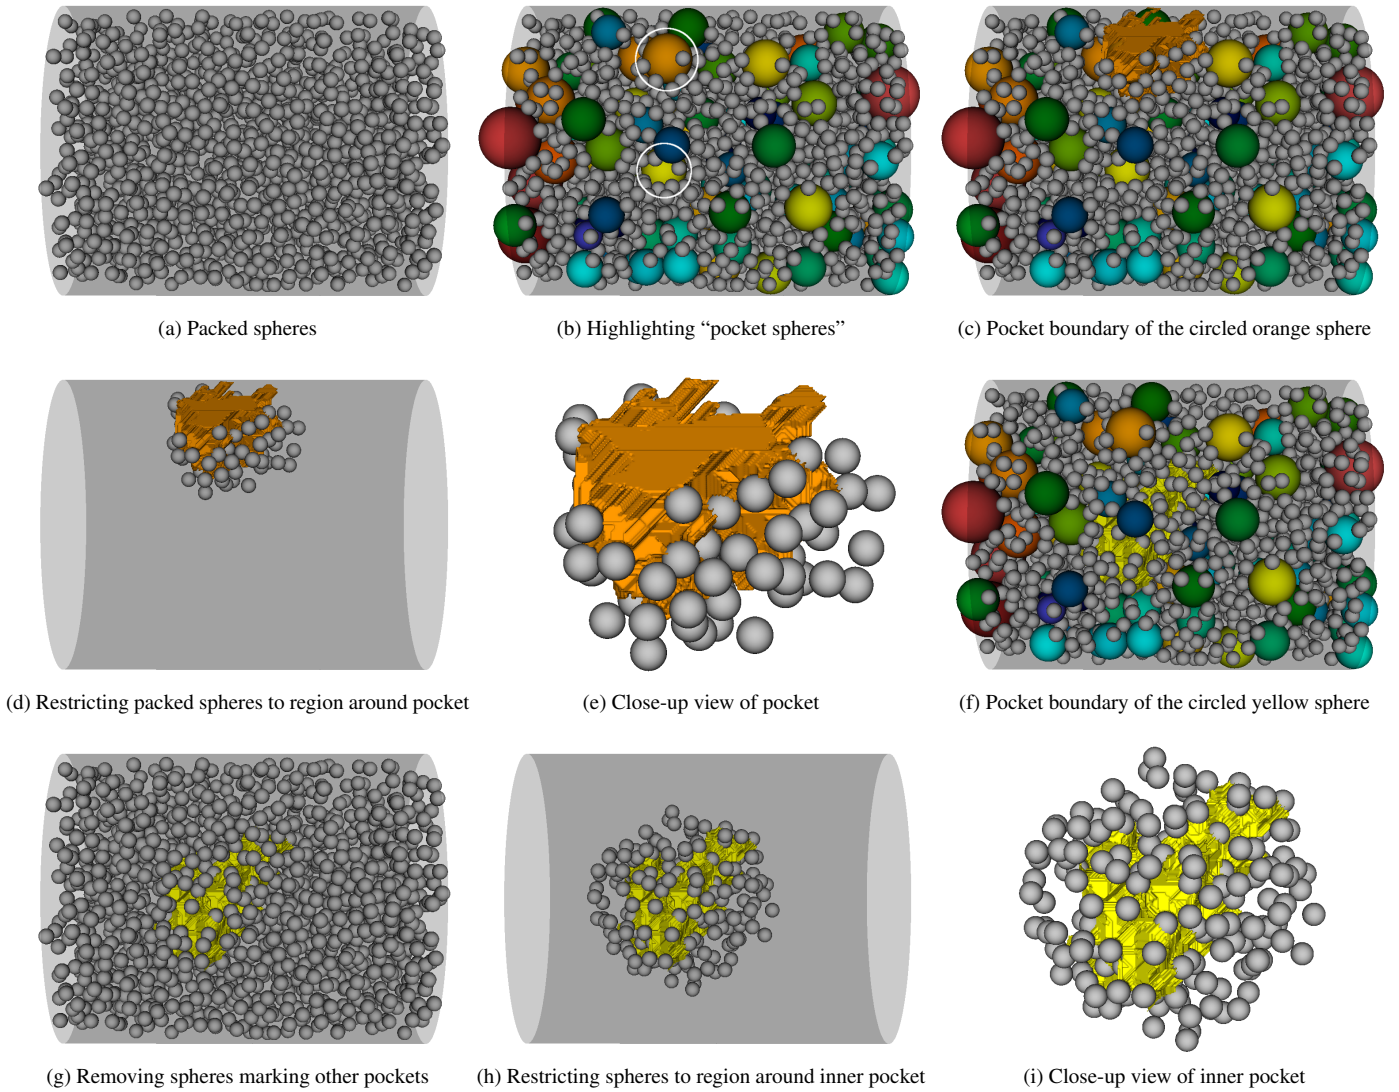 (a) Packed spheres
(b) Highlighting “pocket spheres”
(c) Pocket boundary of the circled orange sphere
(d) Restricting packed spheres to region around pocket
(e) Close-up view of pocket
(f) Pocket boundary of the circled yellow sphere
(g) Removing spheres marking other pockets
(h) Restricting spheres to region around inner pocket
(i) Close-up view of inner pocket